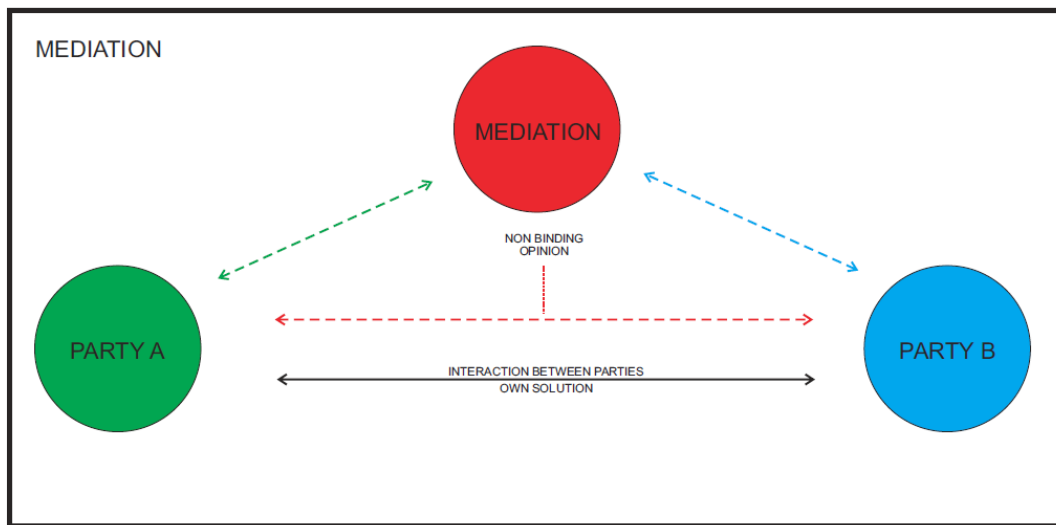 MEDIATION
MEDIATION
NON BINDING
OPINION
PARTY A
PARTY B
INTERACTION BETWEEN PARTIES
OWN SOLUTION